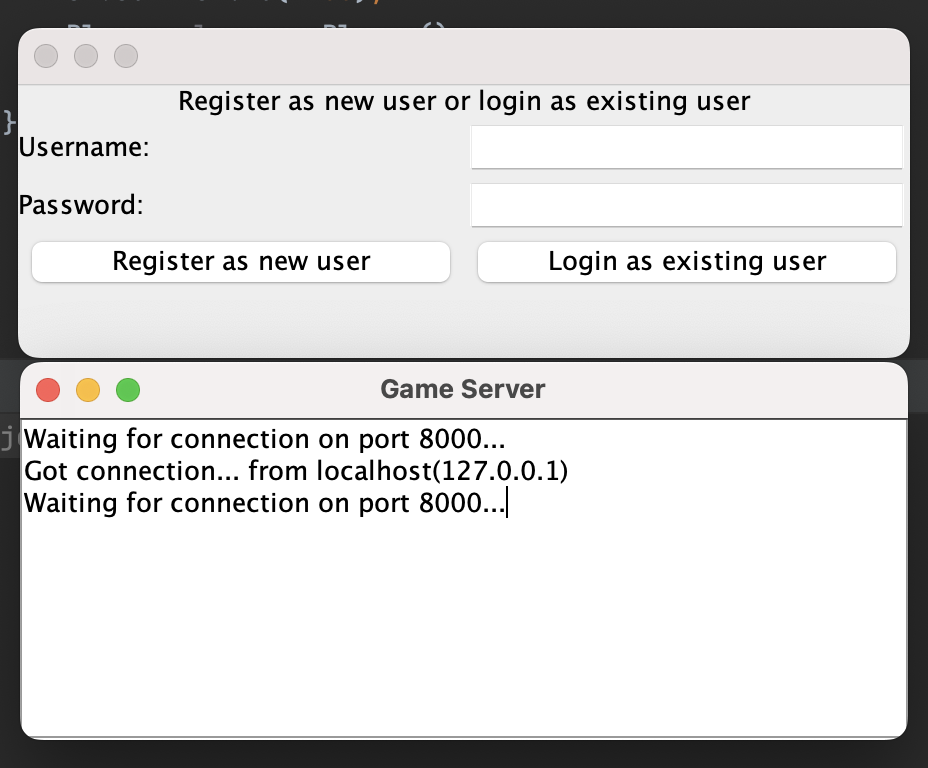 Register as new user or login as existing user
Username:
Password:
Register as new user
Login as existing user
Game Server
Waiting for connection on port 8000...
Got connection... from localhost(127.0.0.1)
Waiting for connection on port 8000...